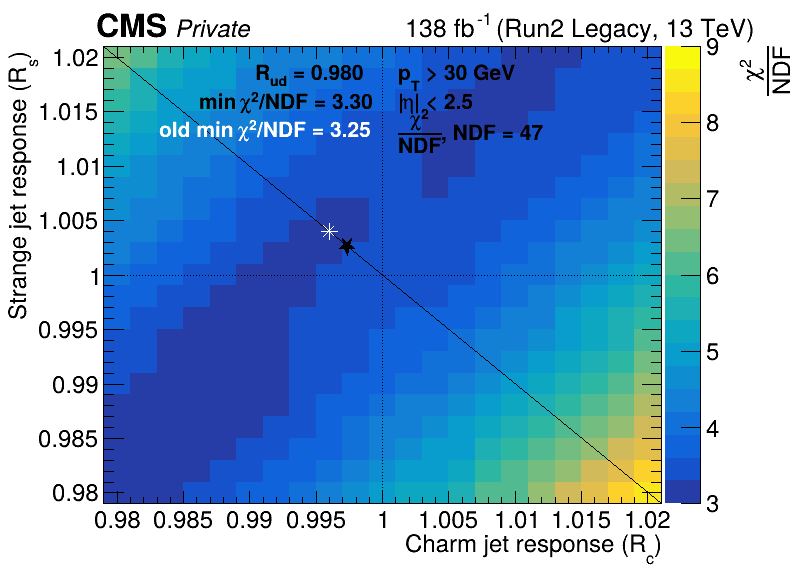 CMS Private 138 fb⁻¹ (Run2 Legacy, 13 TeV)
χ²
NDF
Strange jet response (Rₛ)
1.02
1.015
1.01
1.005
1
0.995
0.99
0.985
0.98
R_ud = 0.980
min χ²/NDF = 3.30
old min χ²/NDF = 3.25
p_T > 30 GeV
|η| < 2.5
χ²/NDF, NDF = 47
9
8
7
6
5
4
3
0.98 0.985 0.99 0.995 1 1.005 1.01 1.015 1.02
Charm jet response (R_c)